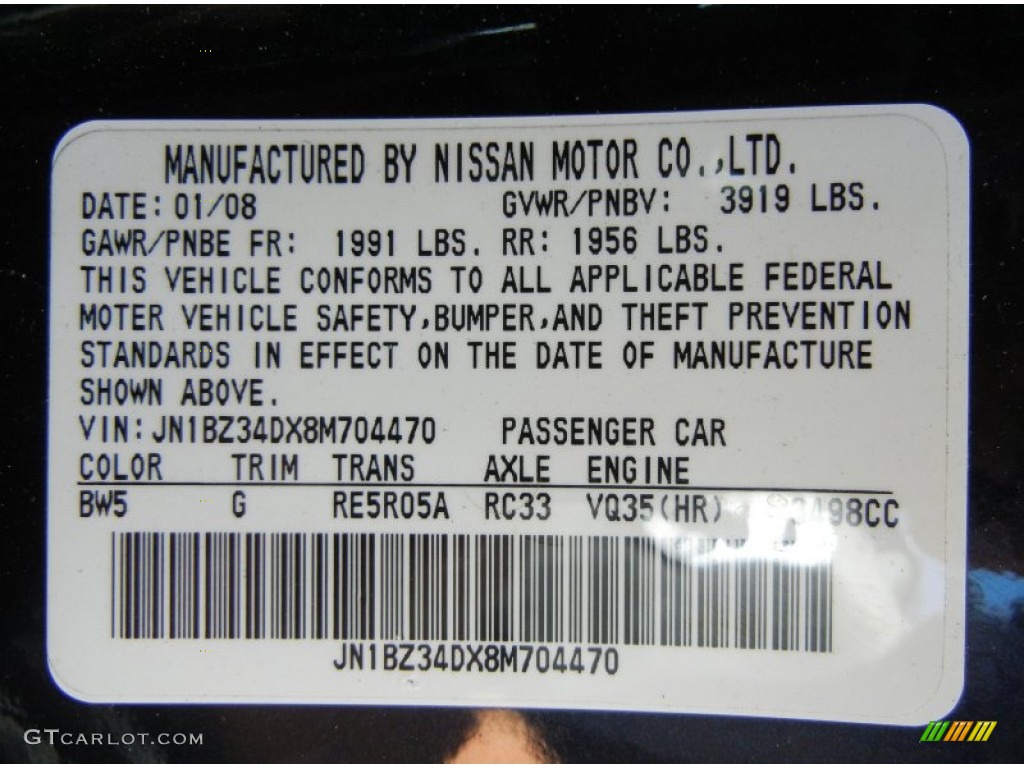 MANUFACTURED BY NISSAN MOTOR CO.,LTD.
DATE: 01/08 GVWR/PNBV: 3919 LBS.
GAWR/PNBE FR: 1991 LBS. RR: 1956 LBS.
THIS VEHICLE CONFORMS TO ALL APPLICABLE FEDERAL
MOTER VEHICLE SAFETY,BUMPER,AND THEFT PREVENTION
STANDARDS IN EFFECT ON THE DATE OF MANUFACTURE
SHOWN ABOVE.
VIN: JN1BZ34DX8M704470 PASSENGER CAR
COLOR TRIM TRANS AXLE ENGINE
BW5 G RE5R05A RC33 VQ35(HR) 3498CC
JN1BZ34DX8M704470
GTCARLOT.COM